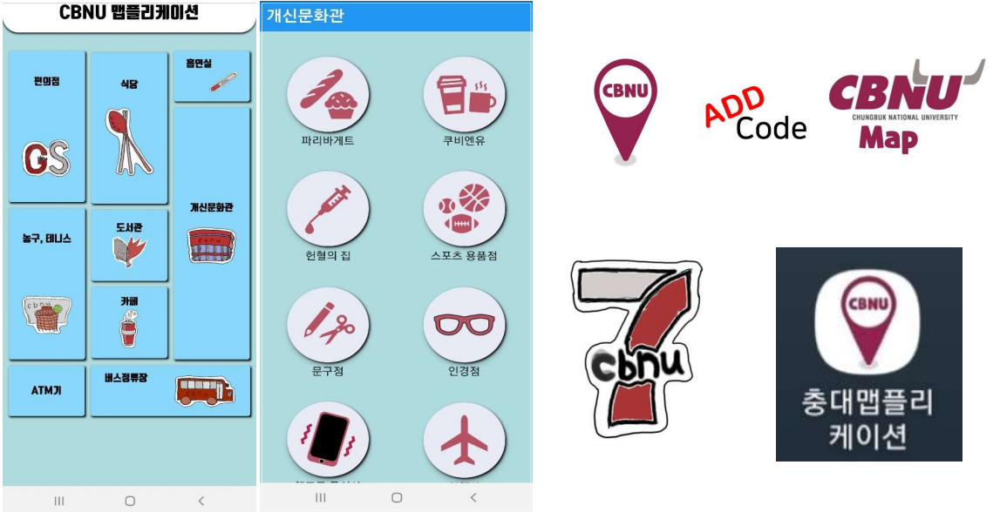 CBNU 맵플리케이션
편의점
식당
흡연실
GS
개신문화관
cbnu
농구, 테니스
cbnu
도서관
카페
ATM기
버스정류장
cbnu
개신문화관
파리바게트
쿠비엔유
헌혈의 집
스포츠 용품점
문구점
인경점
CBNU
ADD
Code
CBNU
CHUNGBUK NATIONAL UNIVERSITY
Map
cbnu
CBNU
충대맵플리
케이션